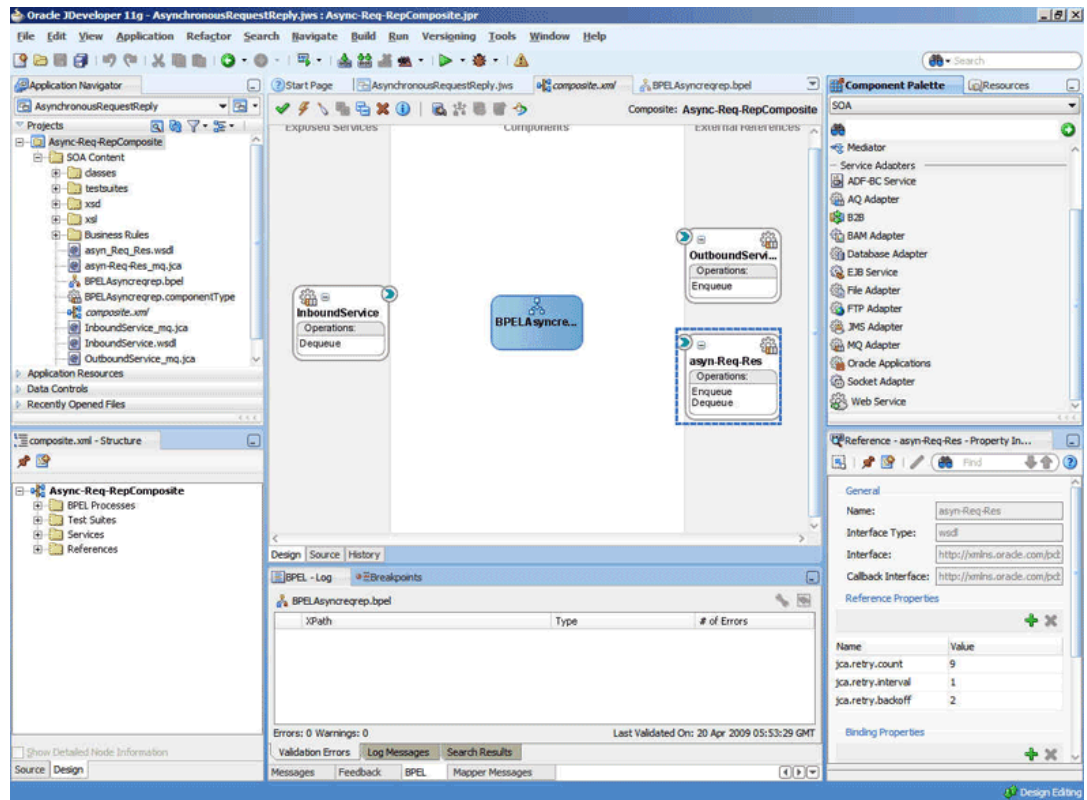 Oracle JDeveloper 11g - AsynchronousRequestReply.jws : Async-Req-RepComposite.jpr
File Edit View Application Refactor Search Navigate Build Run Versioning Tools Window Help
Search
Application Navigator
AsynchronousRequestReply
Projects
Async-Req-RepComposite
SOA Content
classes
testsuites
xsd
xsl
Business Rules
asyn_Req_Res.wsdl
asyn-Req-Res_mq.jca
BPELAsyncreqrep.bpel
BPELAsyncreqrep.componentType
composite.xml
InboundService_mq.jca
InboundService.wsdl
OutboundService_mq.jca
Application Resources
Data Controls
Recently Opened Files
composite.xml - Structure
Async-Req-RepComposite
BPEL Processes
Test Suites
Services
References
Show Detailed Node Information
Source Design
Start Page AsynchronousRequestReply.jws composite.xml BPELAsyncreqrep.bpel
Composite: Async-Req-RepComposite
Exposed Services Components External References
InboundService
Operations:
Dequeue
BPELAsyncre...
OutboundServi...
Operations:
Enqueue
asyn-Req-Res
Operations:
Enqueue
Dequeue
Design Source History
BPEL - Log Breakpoints
BPELAsyncreqrep.bpel
XPath Type # of Errors
Errors: 0 Warnings: 0 Last Validated On: 20 Apr 2009 05:53:29 GMT
Validation Errors Log Messages Search Results
Messages Feedback BPEL Mapper Messages
Component Palette Resources
SOA
Mediator
Service Adapters
ADF-BC Service
AQ Adapter
B2B
BAM Adapter
Database Adapter
EJB Service
File Adapter
FTP Adapter
JMS Adapter
MQ Adapter
Oracle Applications
Socket Adapter
Web Service
Reference - asyn-Req-Res - Property In...
Find
General
Name: asyn-Req-Res
Interface Type: wsdl
Interface: http://xmlns.oracle.com/pcb
Callback Interface: http://xmlns.oracle.com/pcb
Reference Properties
Name Value
jca.retry.count 9
jca.retry.interval 1
jca.retry.backoff 2
Binding Properties
Design Editing